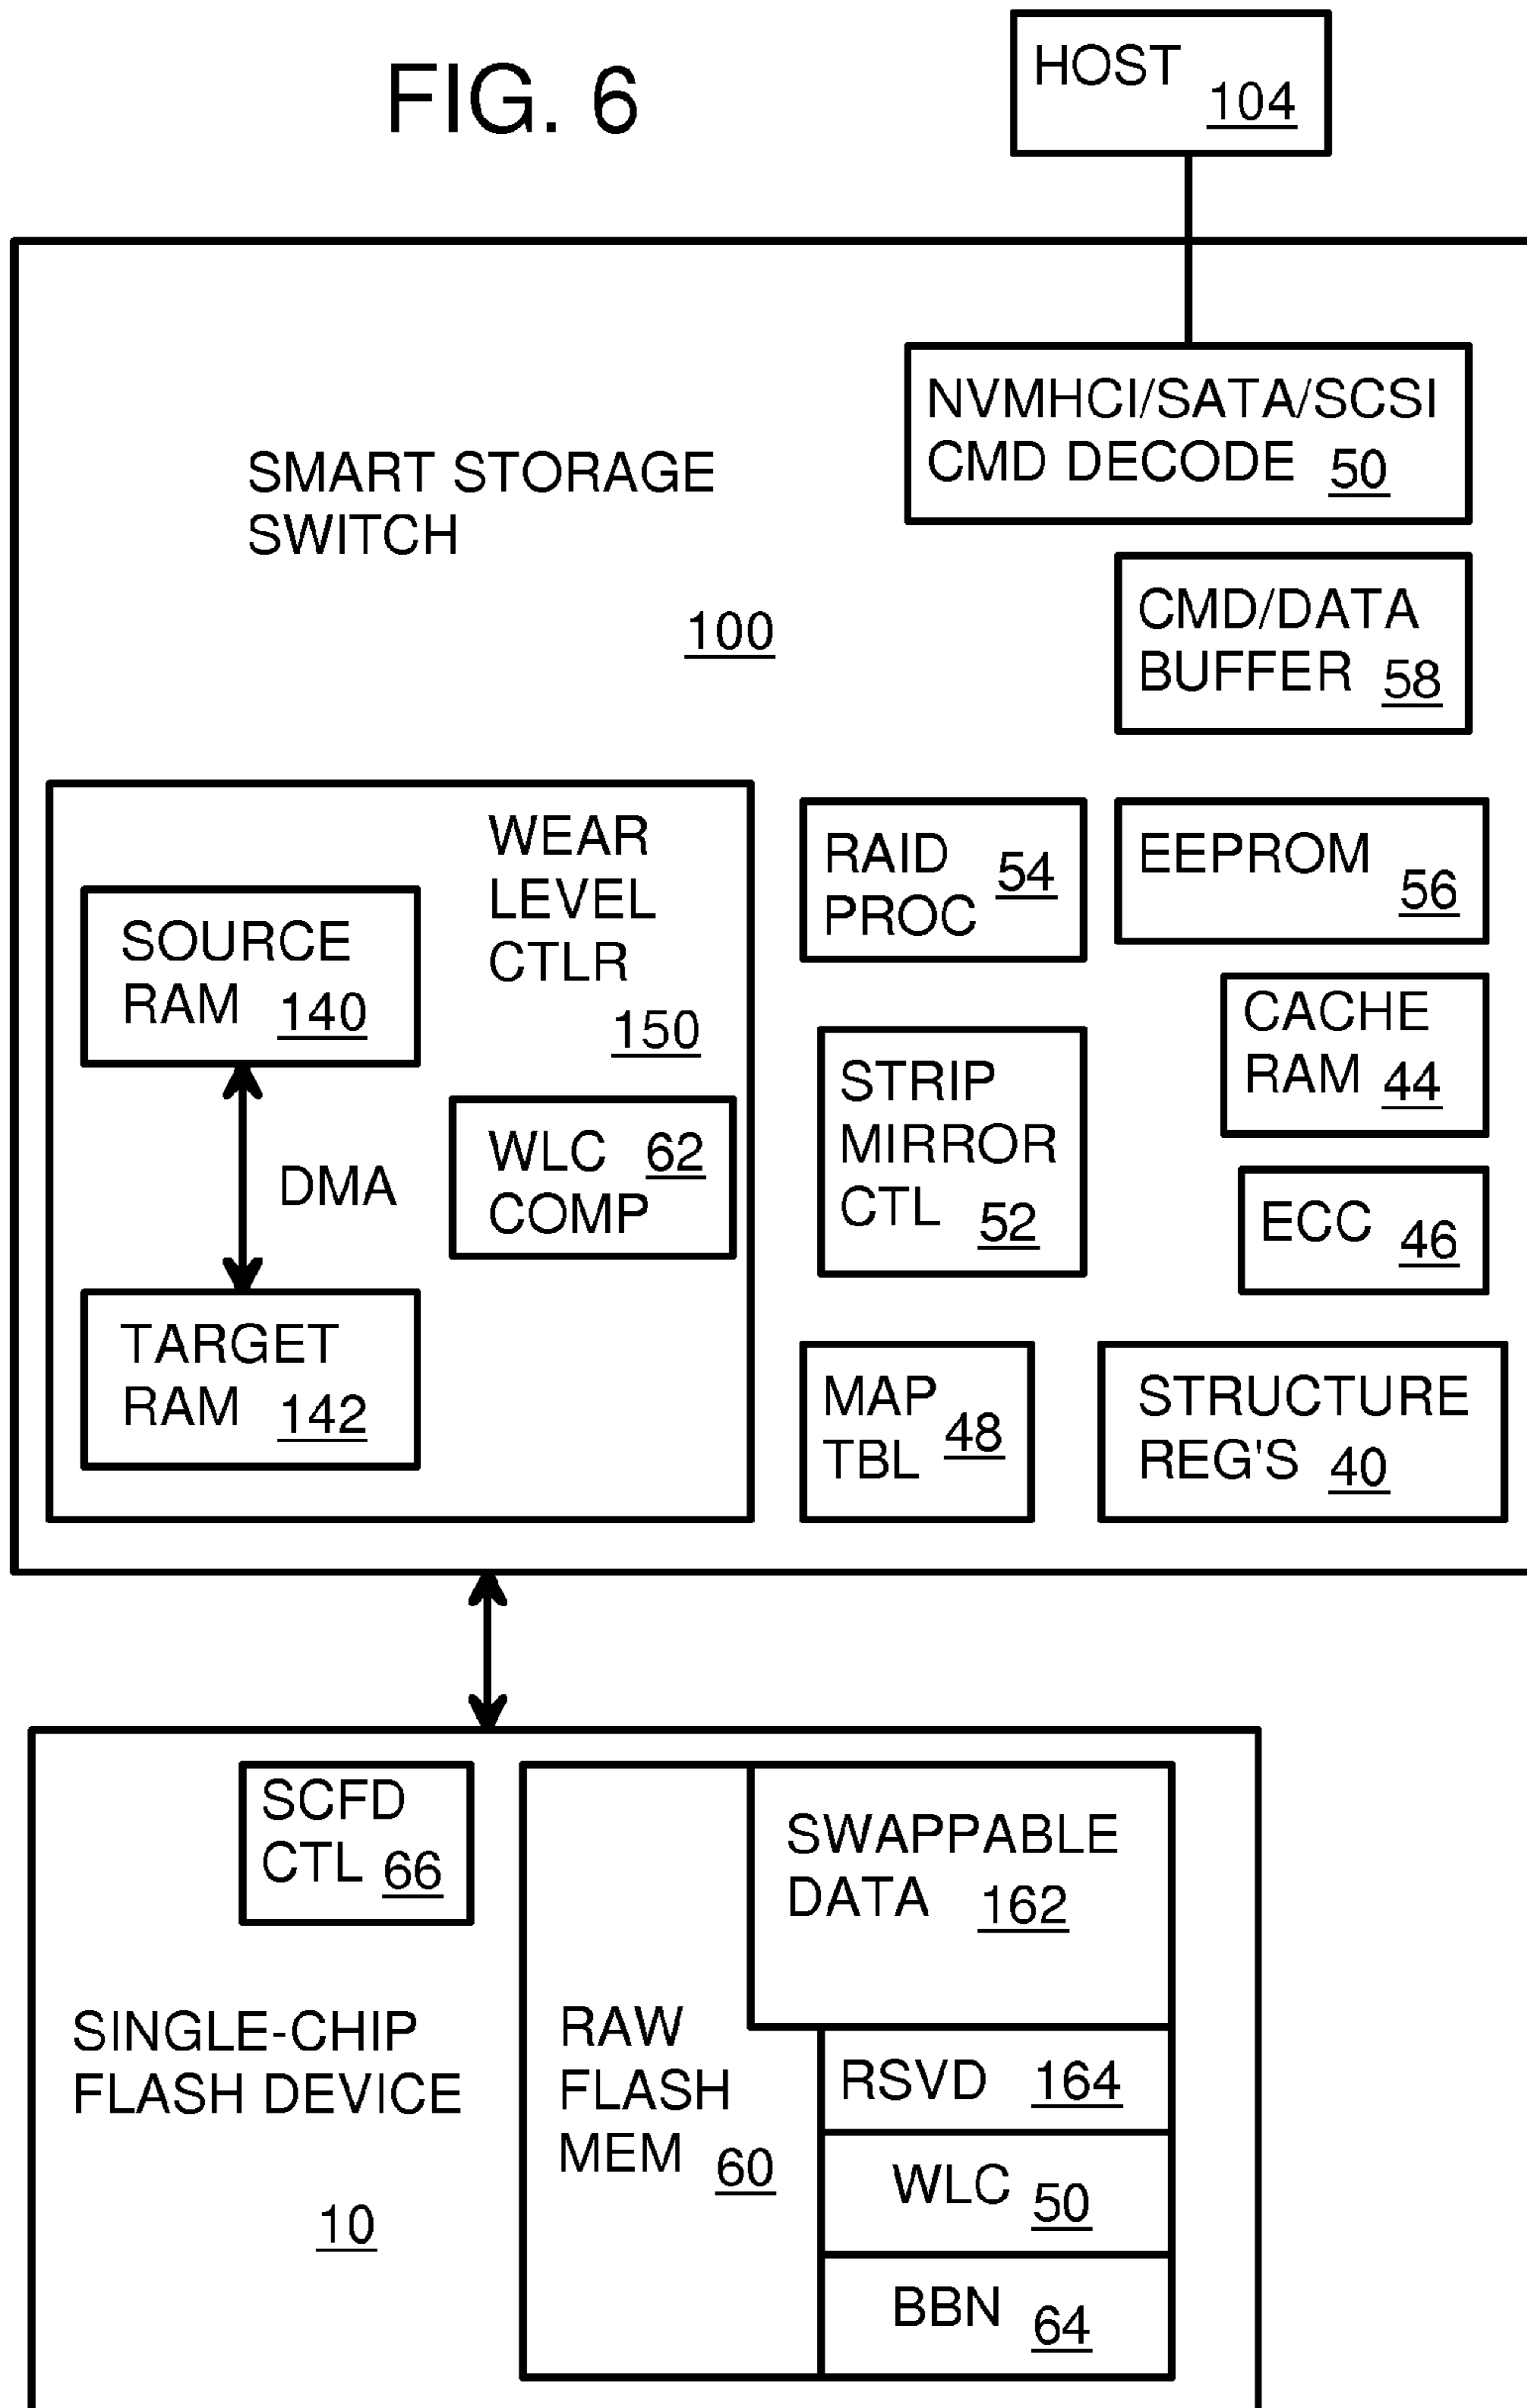 FIG. 6
HOST
104
NVMHCI/SATA/SCSI
CMD DECODE 50
SMART STORAGE
SWITCH
100
CMD/DATA
BUFFER 58
WEAR
LEVEL
CTLR
150
SOURCE
RAM 140
DMA
WLC 62
COMP
TARGET
RAM 142
RAID 54
PROC
EEPROM
56
CACHE
RAM 44
STRIP
MIRROR
CTL 52
ECC 46
MAP
TBL 48
STRUCTURE
REG'S 40
SCFD
CTL 66
SINGLE-CHIP
FLASH DEVICE
10
RAW
FLASH
MEM 60
SWAPPABLE
DATA 162
RSVD 164
WLC 50
BBN 64